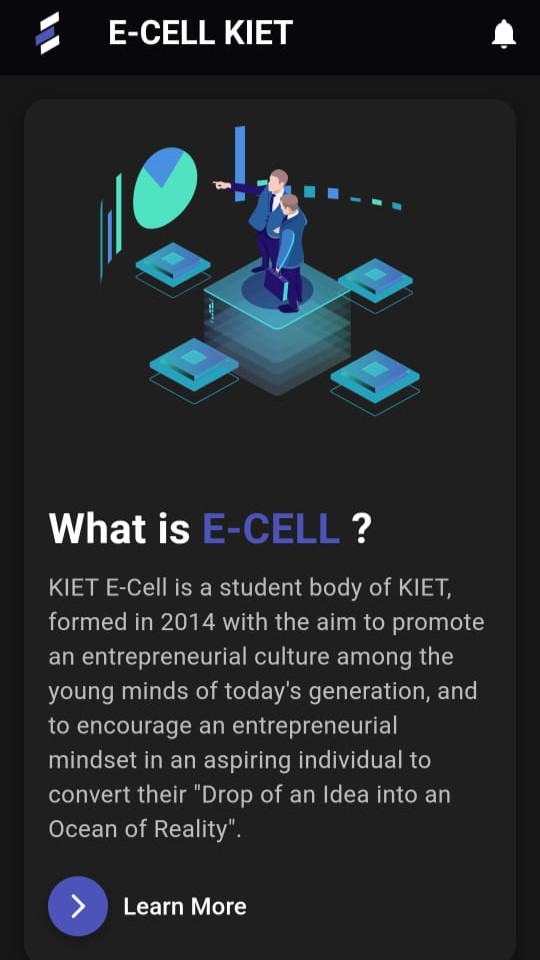 E-CELL KIET
What is E-CELL ?
KIET E-Cell is a student body of KIET,
formed in 2014 with the aim to promote
an entrepreneurial culture among the
young minds of today's generation, and
to encourage an entrepreneurial
mindset in an aspiring individual to
convert their "Drop of an Idea into an
Ocean of Reality".
Learn More